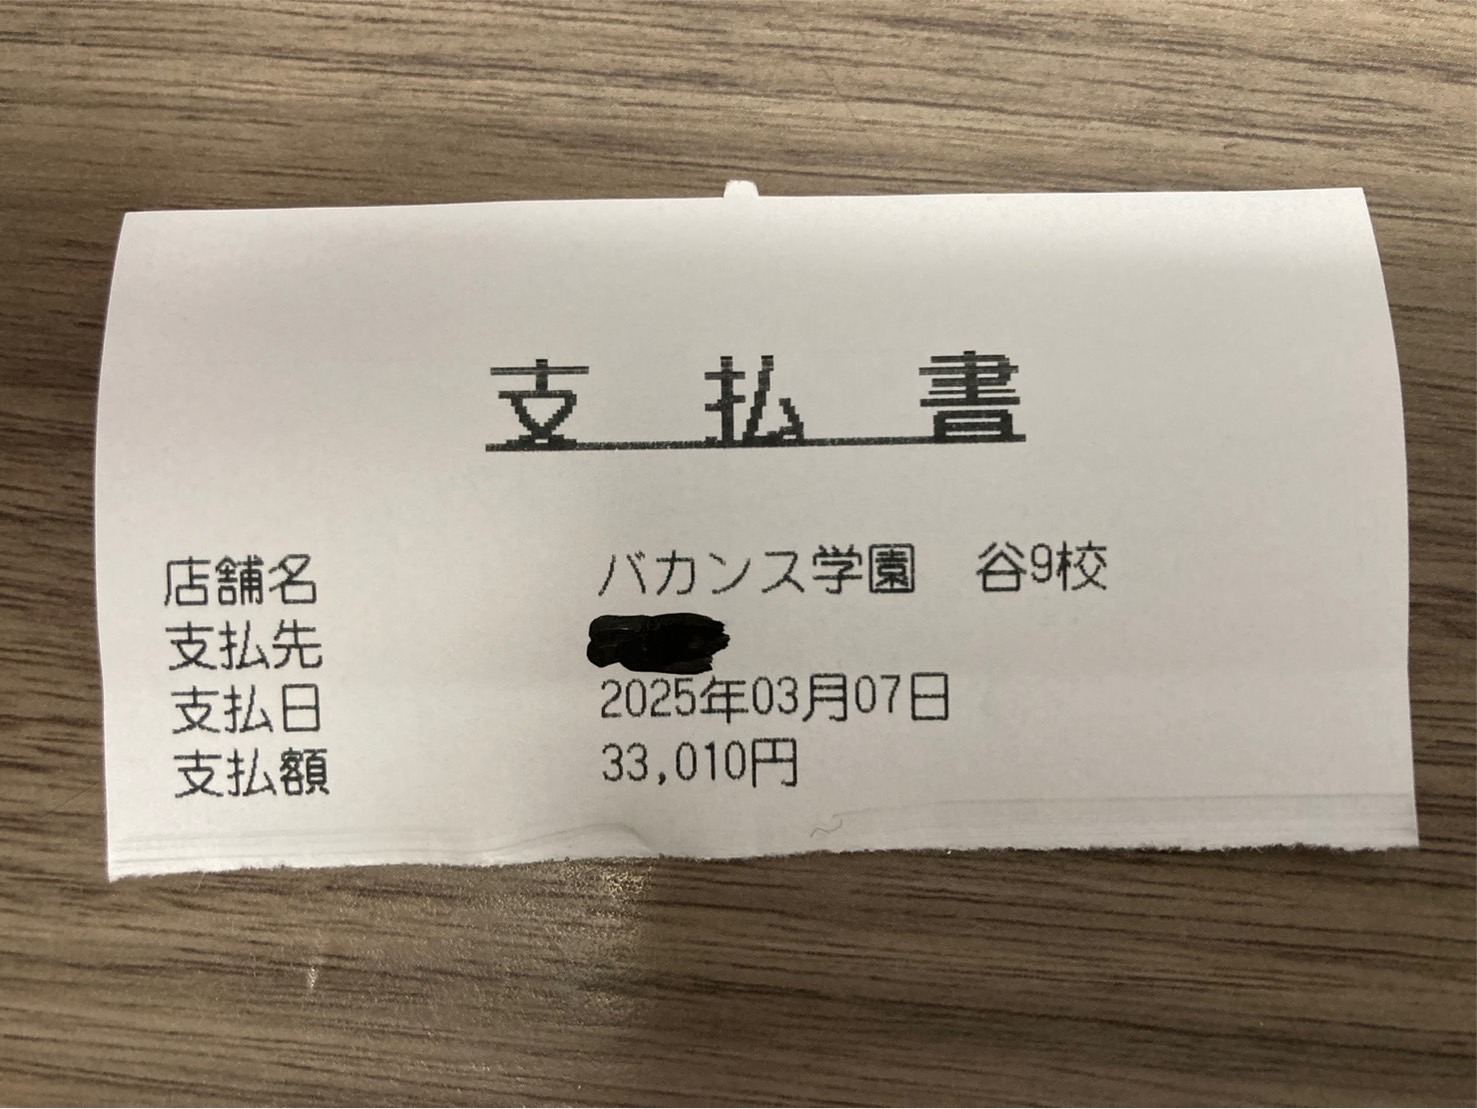 支払書
店舗名 バカンス学園 谷9校
支払先
支払日 2025年03月07日
支払額 33,010円